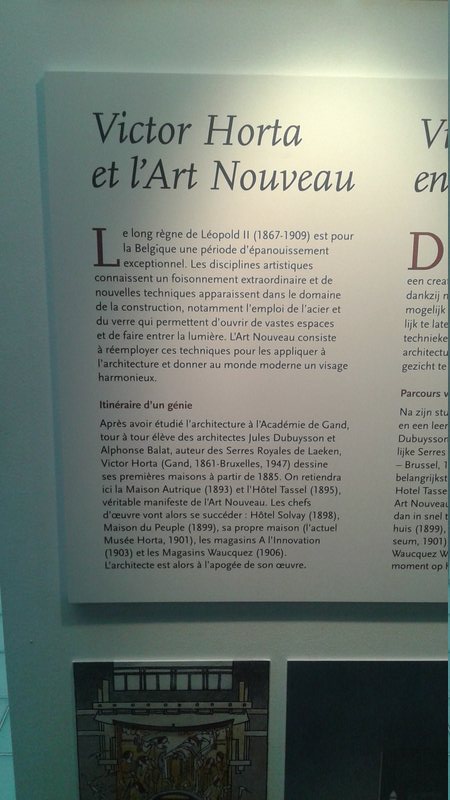 Victor Horta
et l'Art Nouveau
Le long règne de Léopold II (1867-1909) est pour
la Belgique une période d'épanouissement
exceptionnel. Les disciplines artistiques
connaissent un foisonnement extraordinaire et de
nouvelles techniques apparaissent dans le domaine
de la construction, notamment l'emploi de l'acier et
du verre qui permettent d'ouvrir de vastes espaces
et de faire entrer la lumière. L'Art Nouveau consiste
à réemployer ces techniques pour les appliquer à
l'architecture et donner au monde moderne un visage
harmonieux.
Itinéraire d'un génie
Après avoir étudié l'architecture à l'Académie de Gand,
tour à tour élève des architectes Jules Dubuysson et
Alphonse Balat, auteur des Serres Royales de Laeken,
Victor Horta (Gand, 1861-Bruxelles, 1947) dessine
ses premières maisons à partir de 1885. On retiendra
ici la Maison Autrique (1893) et l'Hôtel Tassel (1895),
véritable manifeste de l'Art Nouveau. Les chefs
d'œuvre vont alors se succéder : Hôtel Solvay (1898),
Maison du Peuple (1899), sa propre maison (l'actuel
Musée Horta, 1901), les magasins A l'Innovation
(1903) et les Magasins Waucquez (1906).
L'architecte est alors à l'apogée de son œuvre.
Vi
en
D
een crea
dankzij n
mogelijk
lijk te late
techniek
architectu
gezicht te
Parcours v
Na zijn stu
en een leer
Dubuysson
lijke Serres
– Brussel, 1
belangrijkst
Hotel Tasse
Art Nouveau
dan in snel t
huis (1899),
seum, 1901)
Waucquez W
moment op h